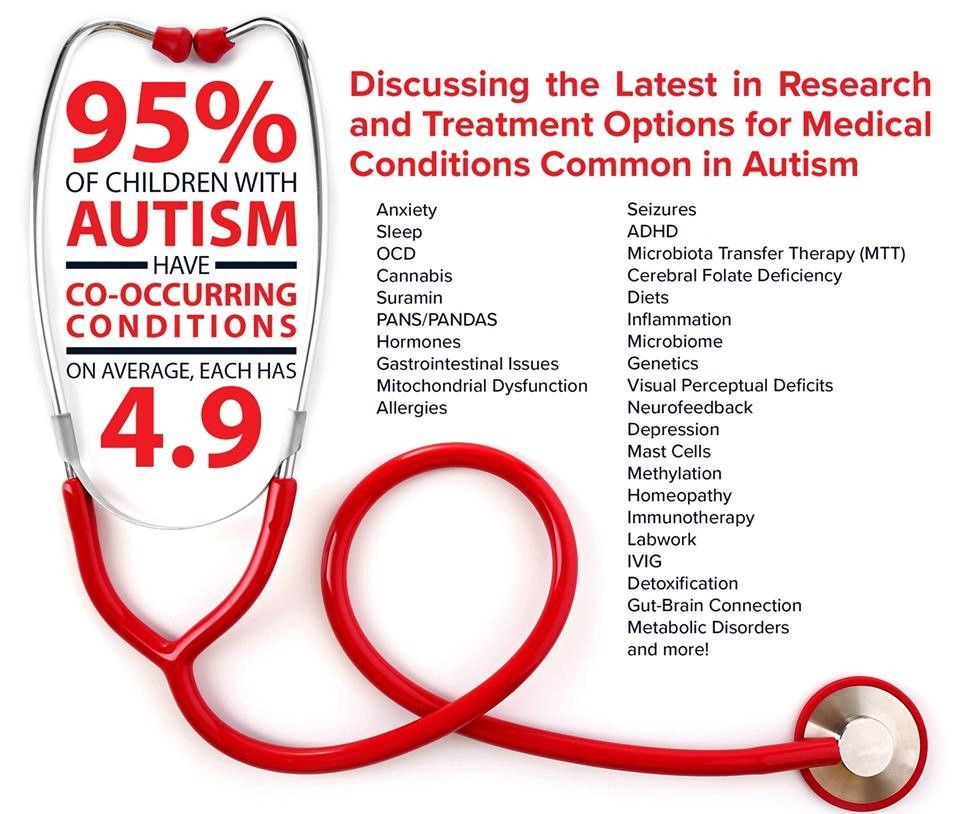 95%
OF CHILDREN WITH
AUTISM
HAVE
CO-OCCURRING
CONDITIONS
ON AVERAGE, EACH HAS
4.9
Discussing the Latest in Research
and Treatment Options for Medical
Conditions Common in Autism
Anxiety
Sleep
OCD
Cannabis
Suramin
PANS/PANDAS
Hormones
Gastrointestinal Issues
Mitochondrial Dysfunction
Allergies
Seizures
ADHD
Microbiota Transfer Therapy (MTT)
Cerebral Folate Deficiency
Diets
Inflammation
Microbiome
Genetics
Visual Perceptual Deficits
Neurofeedback
Depression
Mast Cells
Methylation
Homeopathy
Immunotherapy
Labwork
IVIG
Detoxification
Gut-Brain Connection
Metabolic Disorders
and more!